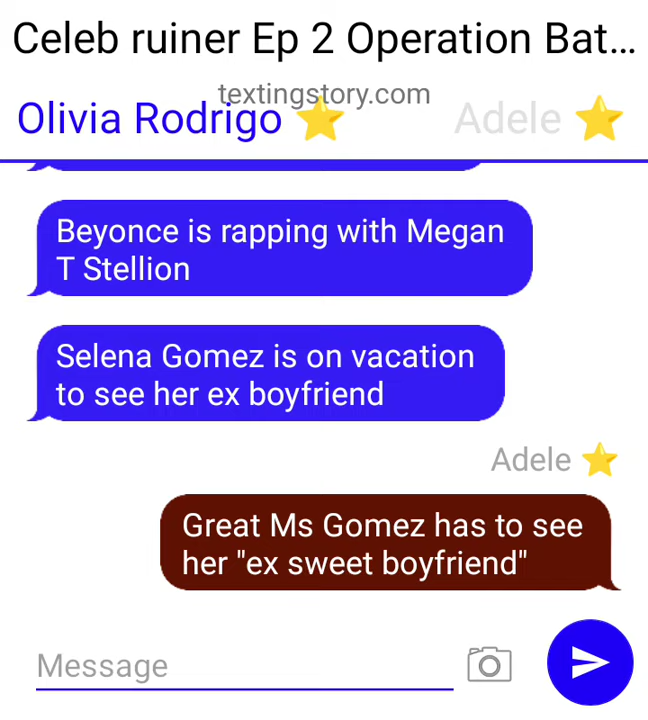 Celeb ruiner Ep 2 Operation Bat...
textingstory.com
Olivia Rodrigo ⭐ Adele ⭐
Beyonce is rapping with Megan
T Stellion
Selena Gomez is on vacation
to see her ex boyfriend
Adele ⭐
Great Ms Gomez has to see
her "ex sweet boyfriend"
Message